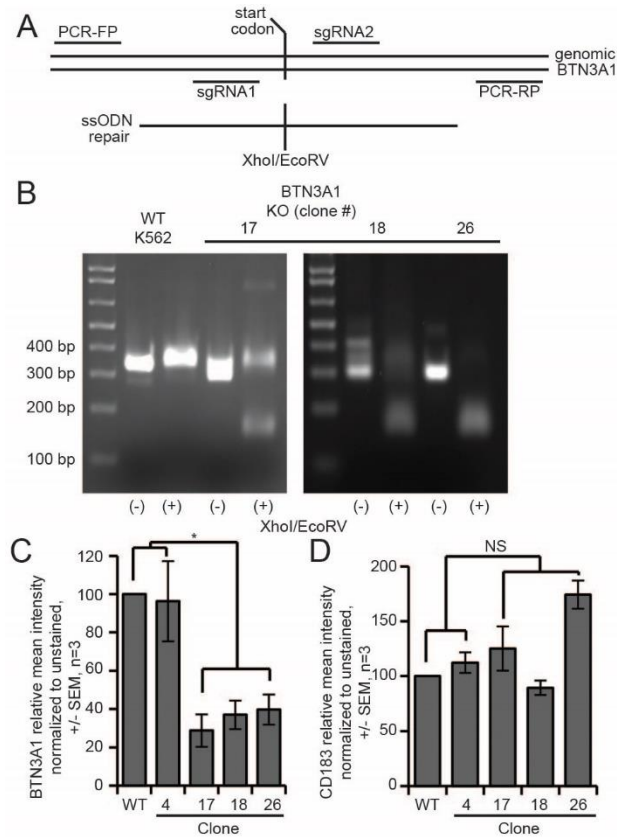 A
start
codon
PCR-FP
sgRNA2
genomic
BTN3A1
sgRNA1
PCR-RP
ssODN
repair
XhoI/EcoRV
B
BTN3A1
KO (clone #)
WT
K562
17
18
26
400 bp
300 bp
200 bp
100 bp
(-) (+) (-) (+) (-) (+) (-) (+)
XhoI/EcoRV
C
*
BTN3A1 relative mean intensity
normalized to unstained,
+/- SEM, n=3
120
100
80
60
40
20
0
WT 4 17 18 26
Clone
D
NS
CD183 relative mean intensity
normalized to unstained,
+/- SEM, n=3
200
150
100
50
0
WT 4 17 18 26
Clone